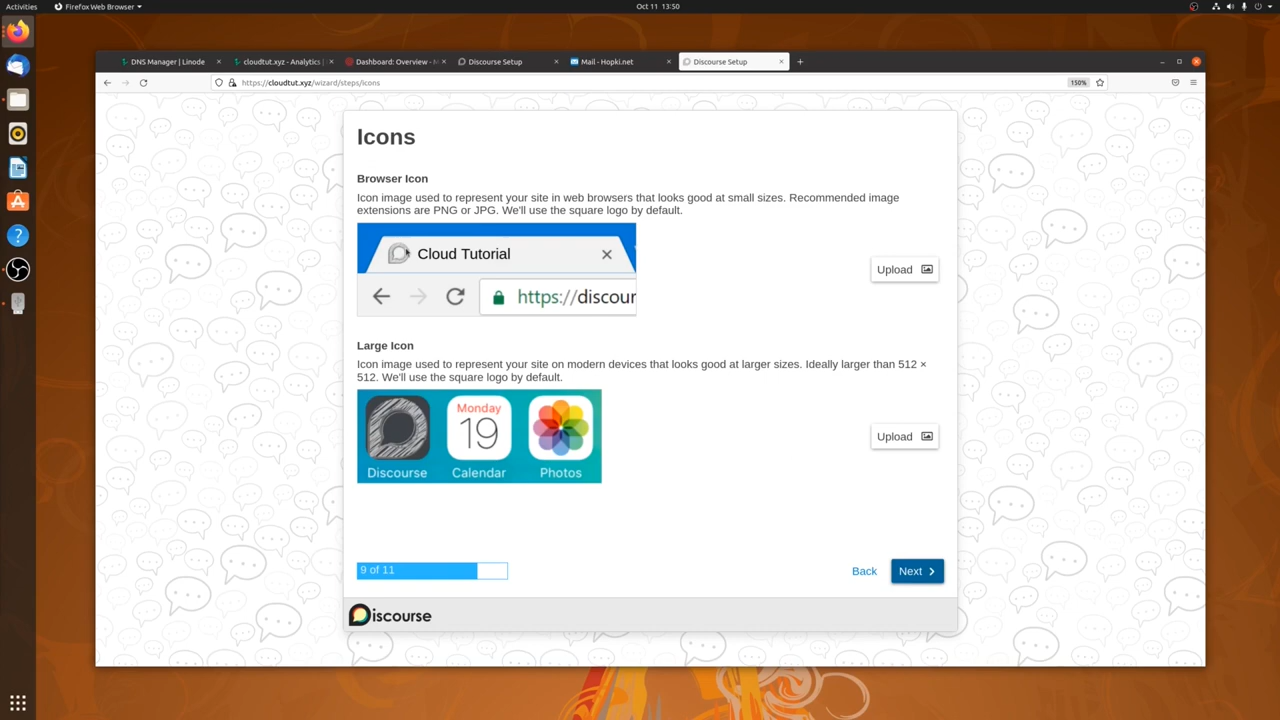 Activities
Firefox Web Browser
Oct 11 13:50
DNS Manager | Linode
cloudtut.xyz - Analytics |
Dashboard: Overview -
Discourse Setup
Mail - Hopki.net
Discourse Setup
https://cloudtut.xyz/wizard/steps/icons
150%
Icons
Browser Icon
Icon image used to represent your site in web browsers that looks good at small sizes. Recommended image
extensions are PNG or JPG. We'll use the square logo by default.
Cloud Tutorial
https://discour
Upload
Large Icon
Icon image used to represent your site on modern devices that looks good at larger sizes. Ideally larger than 512 ×
512. We'll use the square logo by default.
Monday
19
Discourse
Calendar
Photos
Upload
9 of 11
Back
Next
Discourse